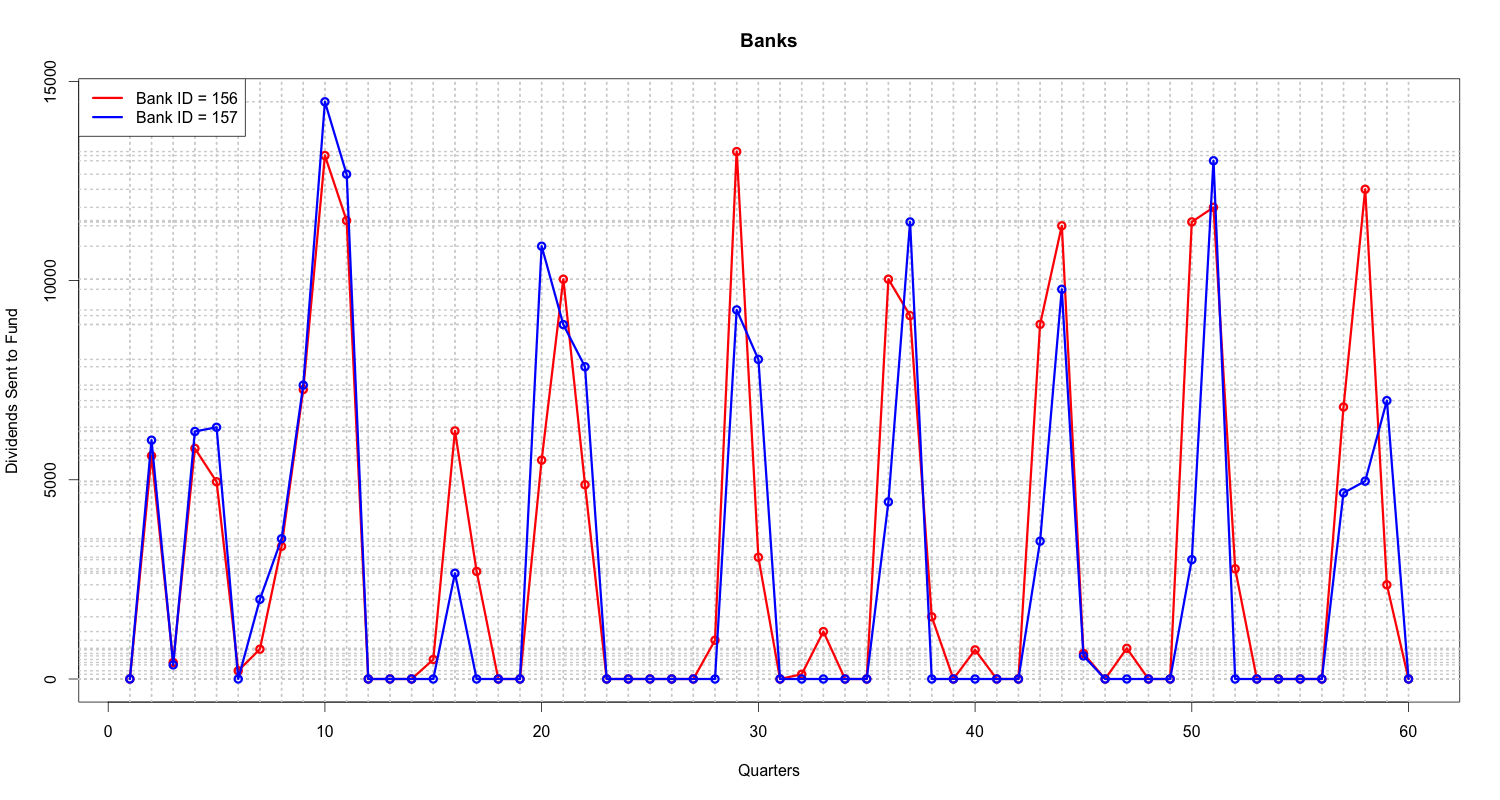 Banks
Bank ID = 156
Bank ID = 157
Dividends Sent to Fund
15000
10000
5000
0
0 10 20 30 40 50 60
Quarters